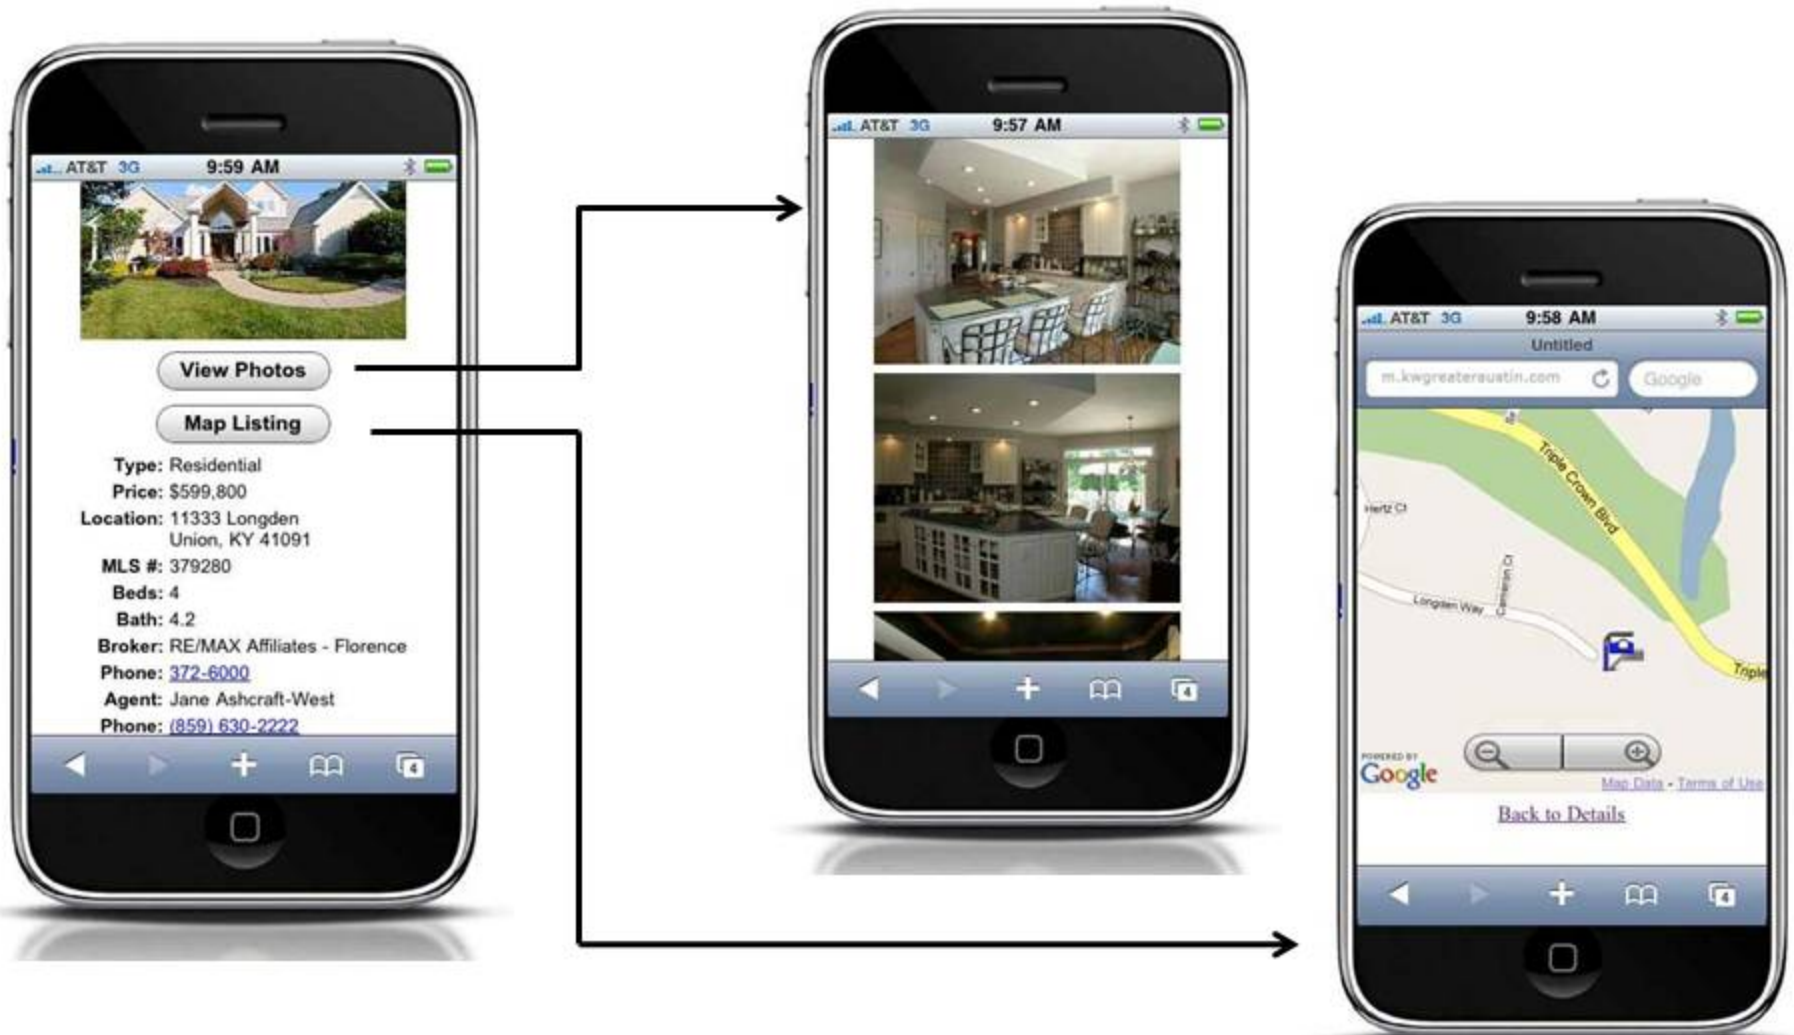 AT&T 3G 9:59 AM
View Photos
Map Listing
Type: Residential
Price: $599,800
Location: 11333 Longden
Union, KY 41091
MLS #: 379280
Beds: 4
Bath: 4.2
Broker: RE/MAX Affiliates - Florence
Phone: 372-6000
Agent: Jane Ashcraft-West
Phone: (859) 630-2222
4
AT&T 3G 9:57 AM
4
AT&T 3G 9:58 AM
Untitled
m.kwgreateraustin.com Google
Triple Crown Blvd
Hertz Ct
Cameron Ct
Longden Way
Triple
POWERED BY
Google
Map Data - Terms of Use
Back to Details
4